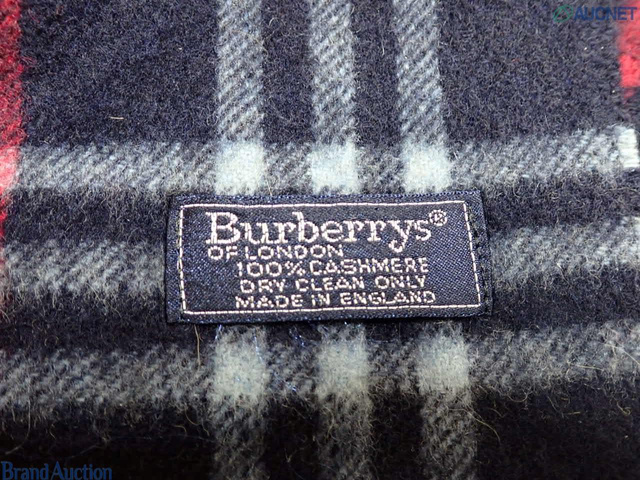 AUCNET
Burberrys®
OF LONDON
100% CASHMERE
DRY CLEAN ONLY
MADE IN ENGLAND
Brand Auction